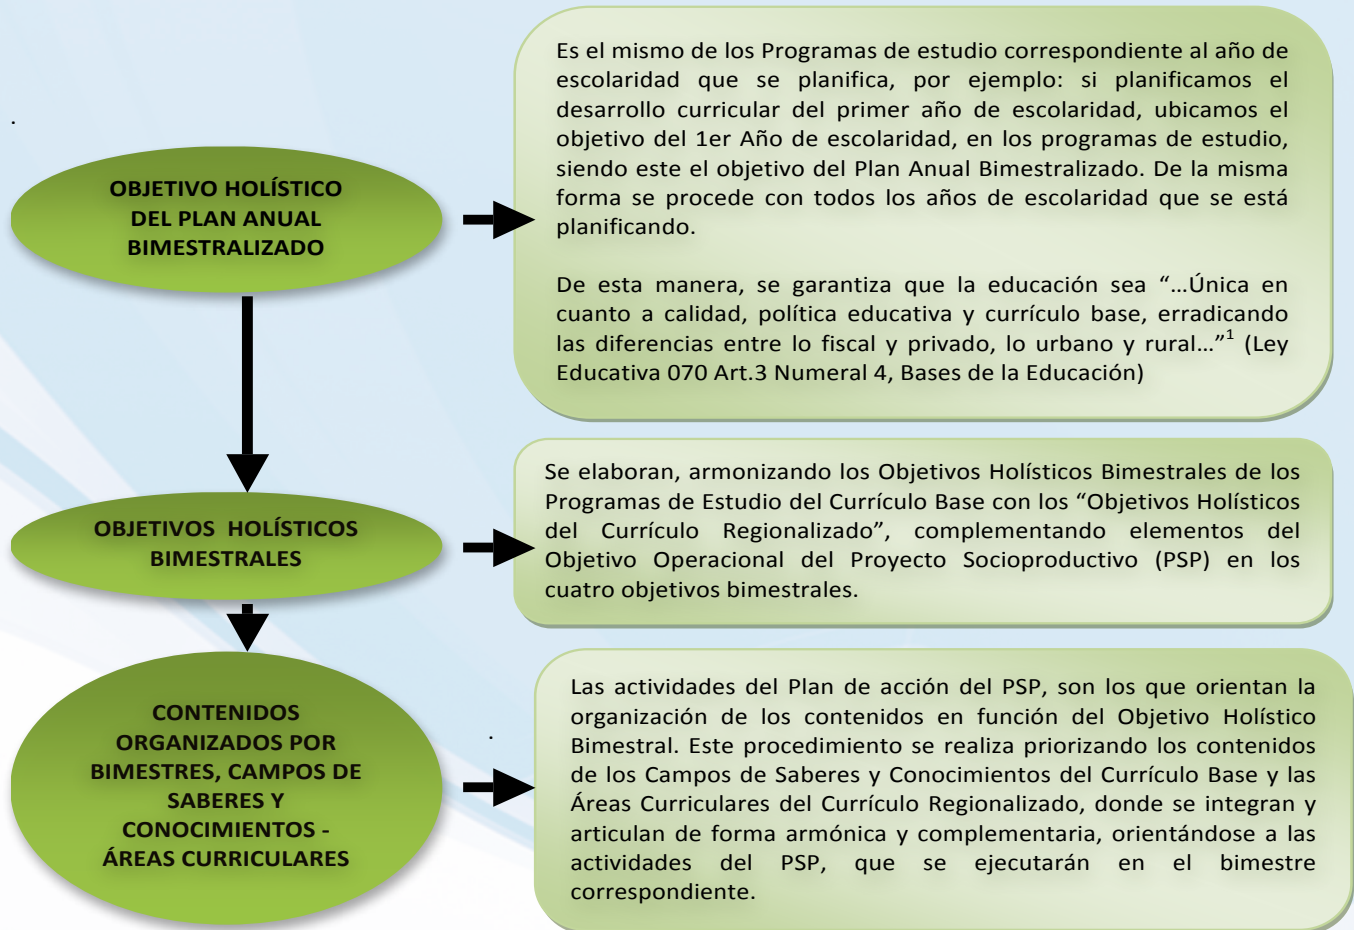 OBJETIVO HOLÍSTICO
DEL PLAN ANUAL
BIMESTRALIZADO
Es el mismo de los Programas de estudio correspondiente al año de
escolaridad que se planifica, por ejemplo: si planificamos el
desarrollo curricular del primer año de escolaridad, ubicamos el
objetivo del 1er Año de escolaridad, en los programas de estudio,
siendo este el objetivo del Plan Anual Bimestralizado. De la misma
forma se procede con todos los años de escolaridad que se está
planificando.
De esta manera, se garantiza que la educación sea “...Única en
cuanto a calidad, política educativa y currículo base, erradicando
las diferencias entre lo fiscal y privado, lo urbano y rural...”1 (Ley
Educativa 070 Art.3 Numeral 4, Bases de la Educación)
OBJETIVOS HOLÍSTICOS
BIMESTRALES
Se elaboran, armonizando los Objetivos Holísticos Bimestrales de los
Programas de Estudio del Currículo Base con los “Objetivos Holísticos
del Currículo Regionalizado”, complementando elementos del
Objetivo Operacional del Proyecto Socioproductivo (PSP) en los
cuatro objetivos bimestrales.
CONTENIDOS
ORGANIZADOS POR
BIMESTRES, CAMPOS DE
SABERES Y
CONOCIMIENTOS -
ÁREAS CURRICULARES
Las actividades del Plan de acción del PSP, son los que orientan la
organización de los contenidos en función del Objetivo Holístico
Bimestral. Este procedimiento se realiza priorizando los contenidos
de los Campos de Saberes y Conocimientos del Currículo Base y las
Áreas Curriculares del Currículo Regionalizado, donde se integran y
articulan de forma armónica y complementaria, orientándose a las
actividades del PSP, que se ejecutarán en el bimestre
correspondiente.